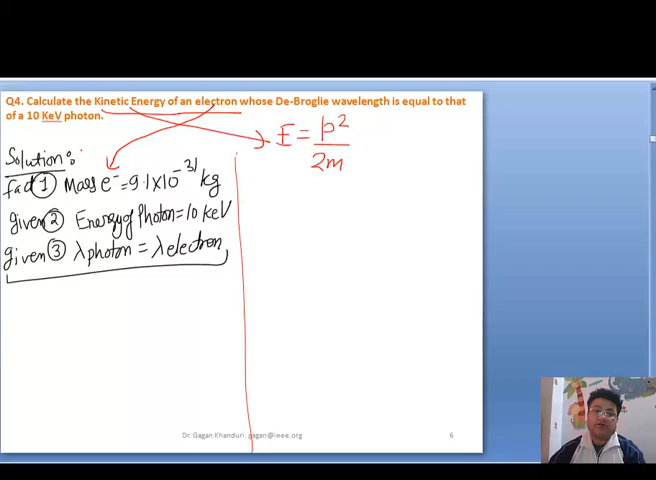 Q4. Calculate the Kinetic Energy of an electron whose De-Broglie wavelength is equal to that
of a 10 KeV photon.
Solution:
fact ① Mass e⁻ = 9.1×10⁻³¹ kg
given ② Energy of Photon = 10 keV
given ③ λ photon = λ electron
E = p²
2m
Dr. Gagan Khanduri, gagan@ieee.org
6